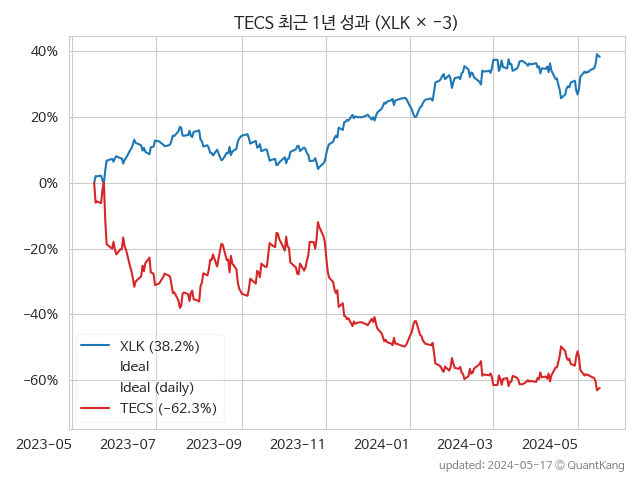 TECS 최근 1년 성과 (XLK × −3)
40%
20%
0%
−20%
−40%
−60%
XLK (38.2%)
Ideal
Ideal (daily)
TECS (−62.3%)
2023−05
2023−07
2023−09
2023−11
2024−01
2024−03
2024−05
updated: 2024−05−17 © QuantKang